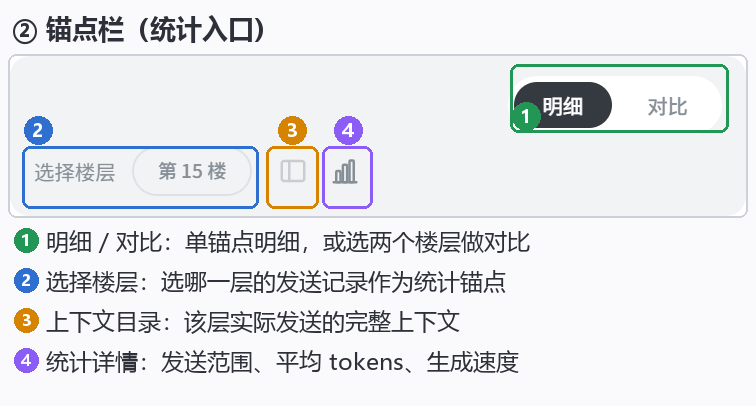 ② 锚点栏（统计入口）
明细 对比
1
2 3 4
选择楼层 第 15 楼
1 明细 / 对比：单锚点明细，或选两个楼层做对比
2 选择楼层：选哪一层的发送记录作为统计锚点
3 上下文目录：该层实际发送的完整上下文
4 统计详情：发送范围、平均 tokens、生成速度